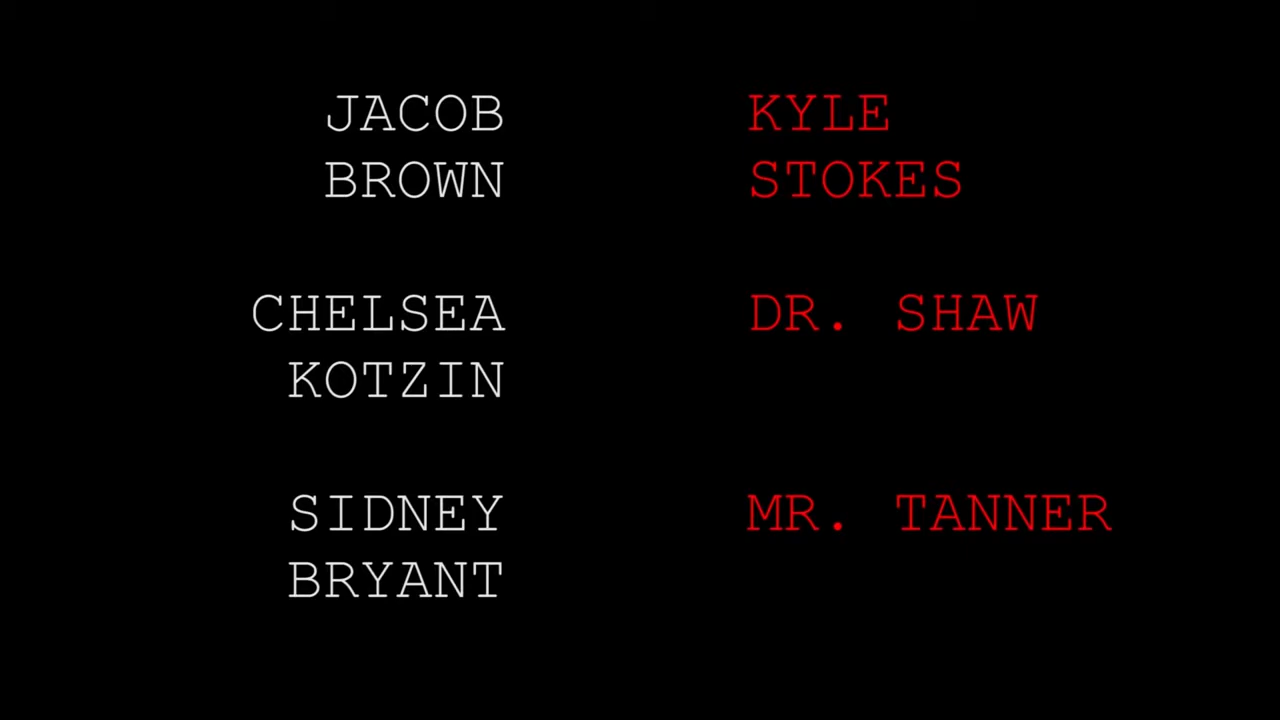 JACOB BROWN
KYLE STOKES
CHELSEA KOTZIN
DR. SHAW
SIDNEY BRYANT
MR. TANNER